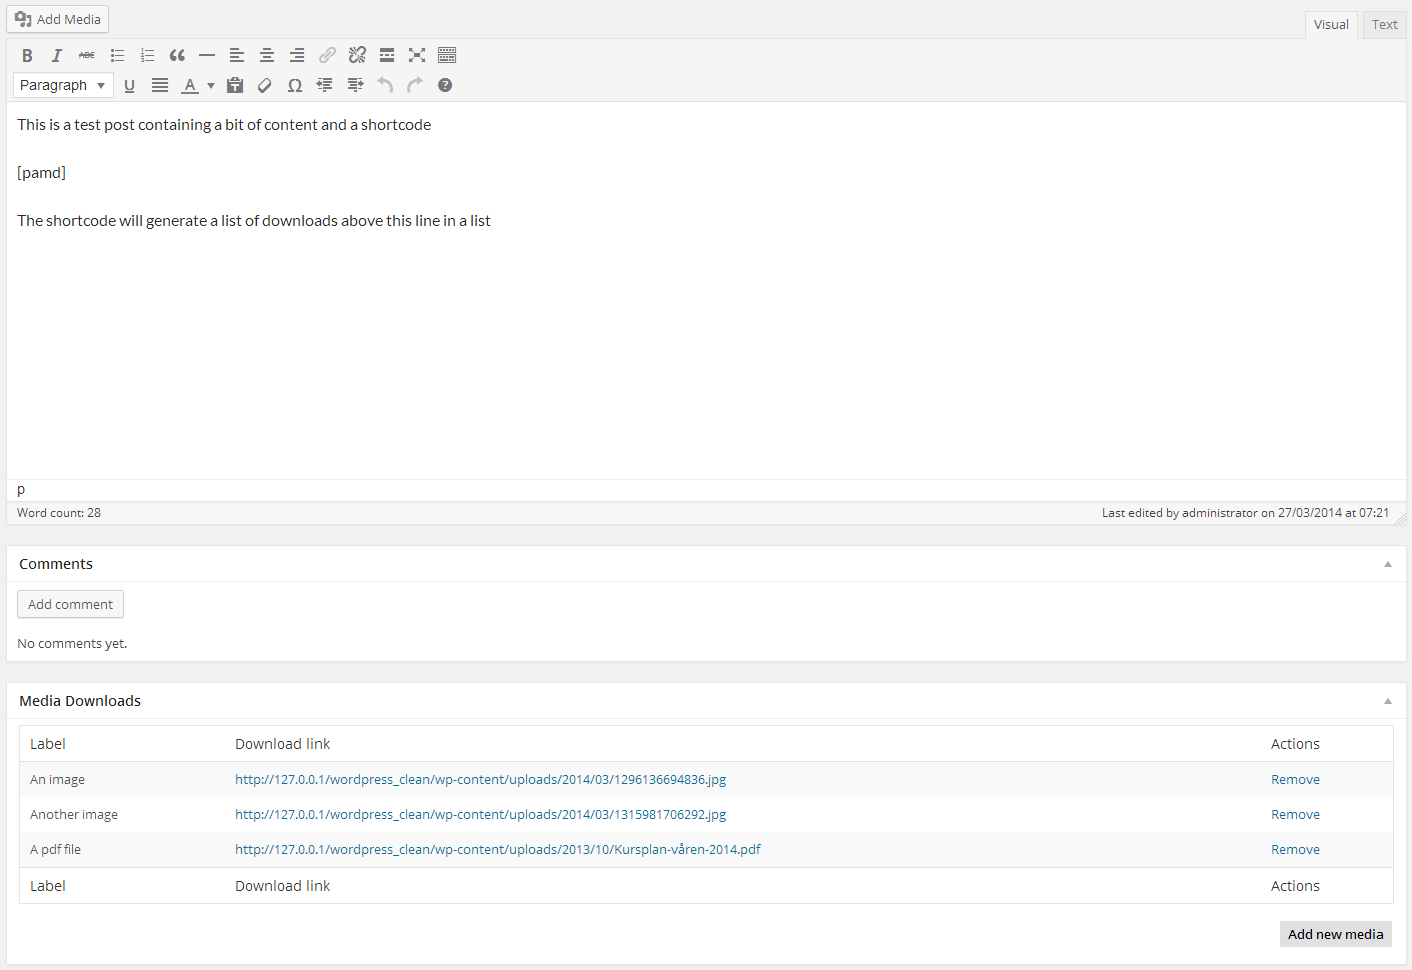 Add Media
Visual Text
B I ABC
Paragraph U A T Ω ?
This is a test post containing a bit of content and a shortcode
[pamd]
The shortcode will generate a list of downloads above this line in a list
p
Word count: 28 Last edited by administrator on 27/03/2014 at 07:21
Comments
Add comment
No comments yet.
Media Downloads
Label Download link Actions
An image http://127.0.0.1/wordpress_clean/wp-content/uploads/2014/03/1296136694836.jpg Remove
Another image http://127.0.0.1/wordpress_clean/wp-content/uploads/2014/03/1315981706292.jpg Remove
A pdf file http://127.0.0.1/wordpress_clean/wp-content/uploads/2013/10/Kursplan-våren-2014.pdf Remove
Label Download link Actions
Add new media